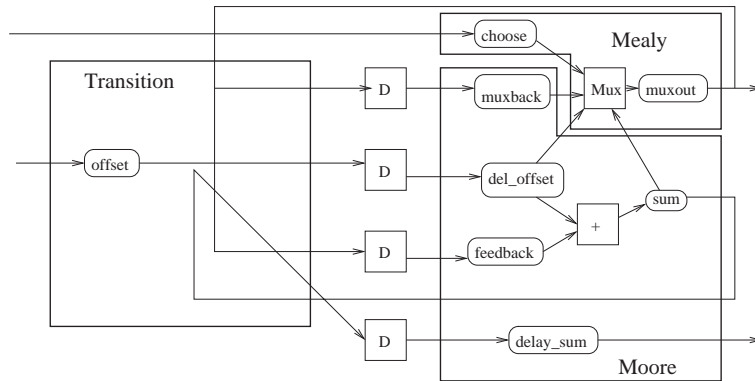 choose
Mealy
Transition
D
muxback
Mux
muxout
offset
D
del_offset
sum
+
D
feedback
D
delay_sum
Moore